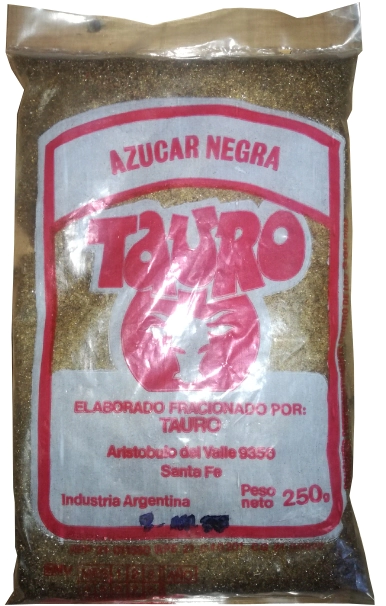 AZUCAR NEGRA
TAURO
ELABORADO FRACIONADO POR:
TAURO
Aristobulo del Valle 9356
Santa Fe
Industria Argentina
Peso neto 250g